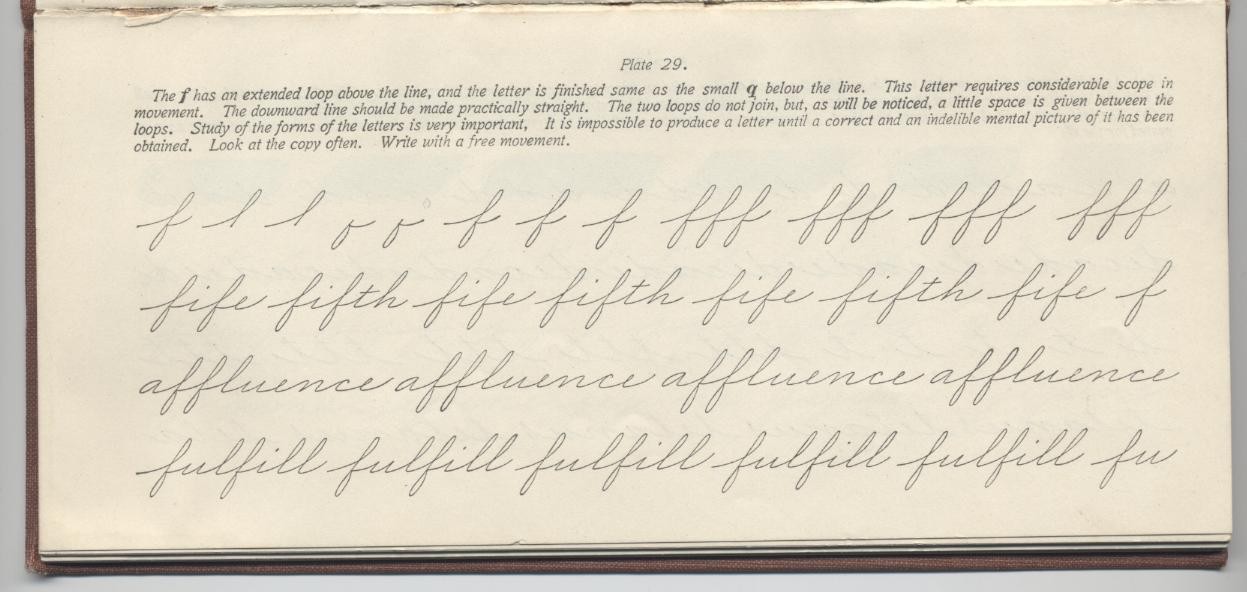 Plate 29.
The f has an extended loop above the line, and the letter is finished same as the small q below the line. This letter requires considerable scope in
movement. The downward line should be made practically straight. The two loops do not join, but, as will be noticed, a little space is given between the
loops. Study of the forms of the letters is very important, It is impossible to produce a letter until a correct and an indelible mental picture of it has been
obtained. Look at the copy often. Write with a free movement.
f l l f f f fff fff fff fff
fife fifth fife fifth fife fifth fife f
affluence affluence affluence affluence
fulfill fulfill fulfill fulfill fulfill fu